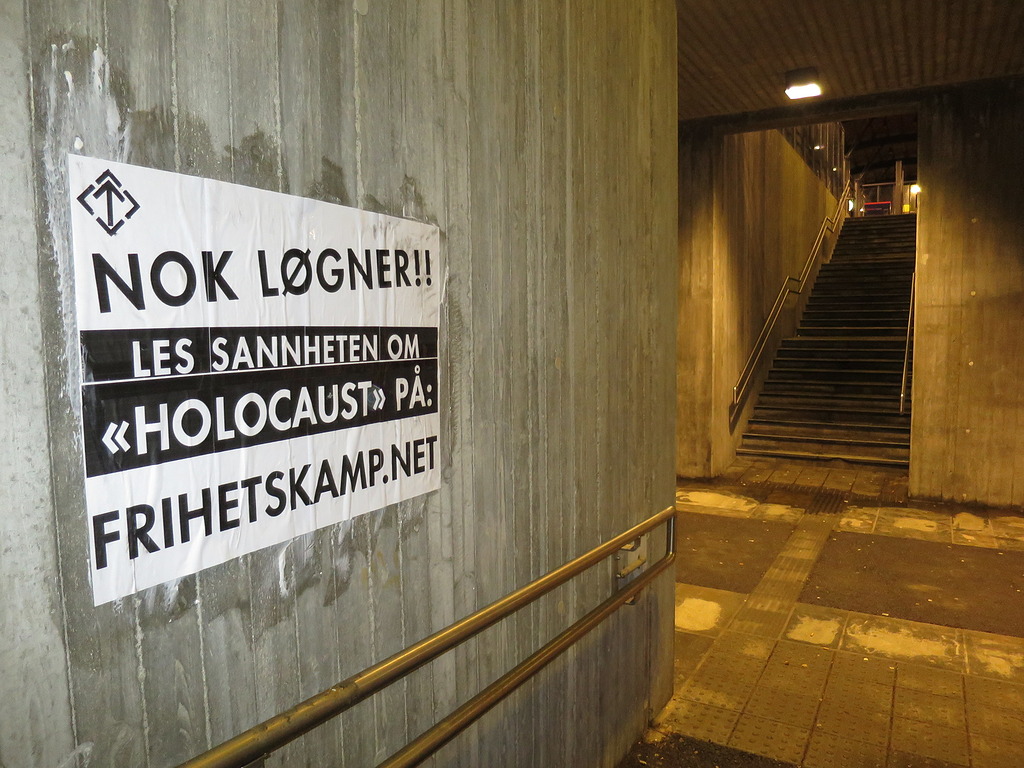 NOK LØGNER!!
LES SANNHETEN OM
«HOLOCAUST» PÅ:
FRIHETSKAMP.NET